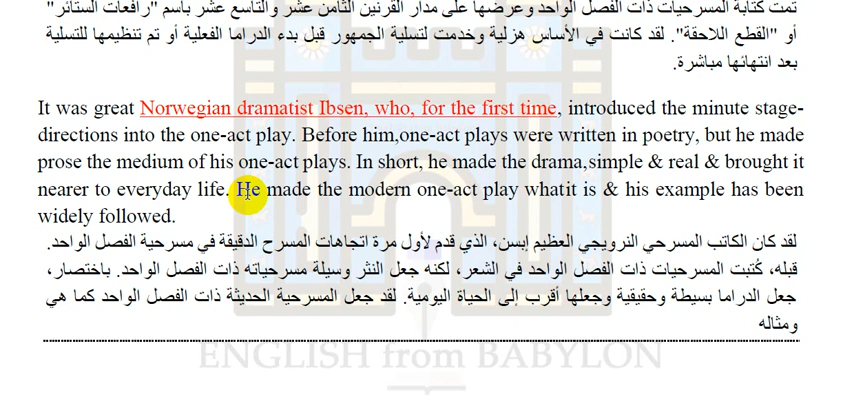 تمت كتابة المسرحيات ذات الفصل الواحد وعرضها على مدار القرنين الثامن عشر والتاسع عشر باسم "رافعات الستائر"
أو "القطع اللاحقة". لقد كانت في الأساس هزلية وخدمت لتسلية الجمهور قبل بدء الدراما الفعلية أو تم تنظيمها للتسلية
بعد انتهائها مباشرة.
It was great Norwegian dramatist Ibsen, who, for the first time, introduced the minute stage-
directions into the one-act play. Before him,one-act plays were written in poetry, but he made
prose the medium of his one-act plays. In short, he made the drama,simple & real & brought it
nearer to everyday life. He made the modern one-act play whatit is & his example has been
widely followed.
لقد كان الكاتب المسرحي النرويجي العظيم إبسن، الذي قدم لأول مرة اتجاهات المسرح الدقيقة في مسرحية الفصل الواحد.
قبله، كُتبت المسرحيات ذات الفصل الواحد في الشعر، لكنه جعل النثر وسيلة مسرحياته ذات الفصل الواحد. باختصار،
جعل الدراما بسيطة وحقيقية وجعلها أقرب إلى الحياة اليومية. لقد جعل المسرحية الحديثة ذات الفصل الواحد كما هي
ومثاله
ENGLISH from BABYLON